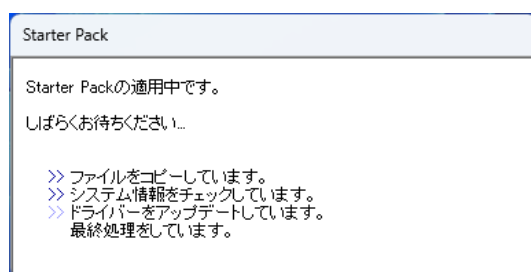 Starter Pack
Starter Packの適用中です。
しばらくお待ちください...
>> ファイルをコピーしています。
>> システム情報をチェックしています。
>> ドライバーをアップデートしています。
最終処理をしています。